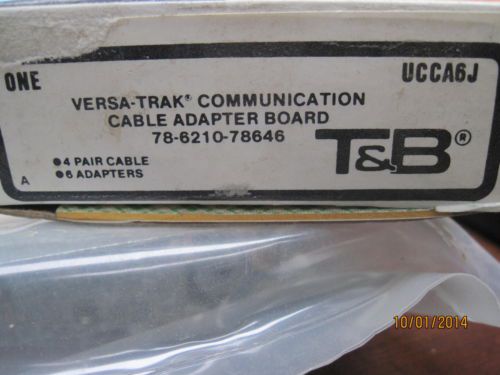 ONE
UCCA6J
VERSA-TRAK® COMMUNICATION
CABLE ADAPTER BOARD
78-6210-78646
●4 PAIR CABLE
●6 ADAPTERS
T&B®
A
10/01/2014